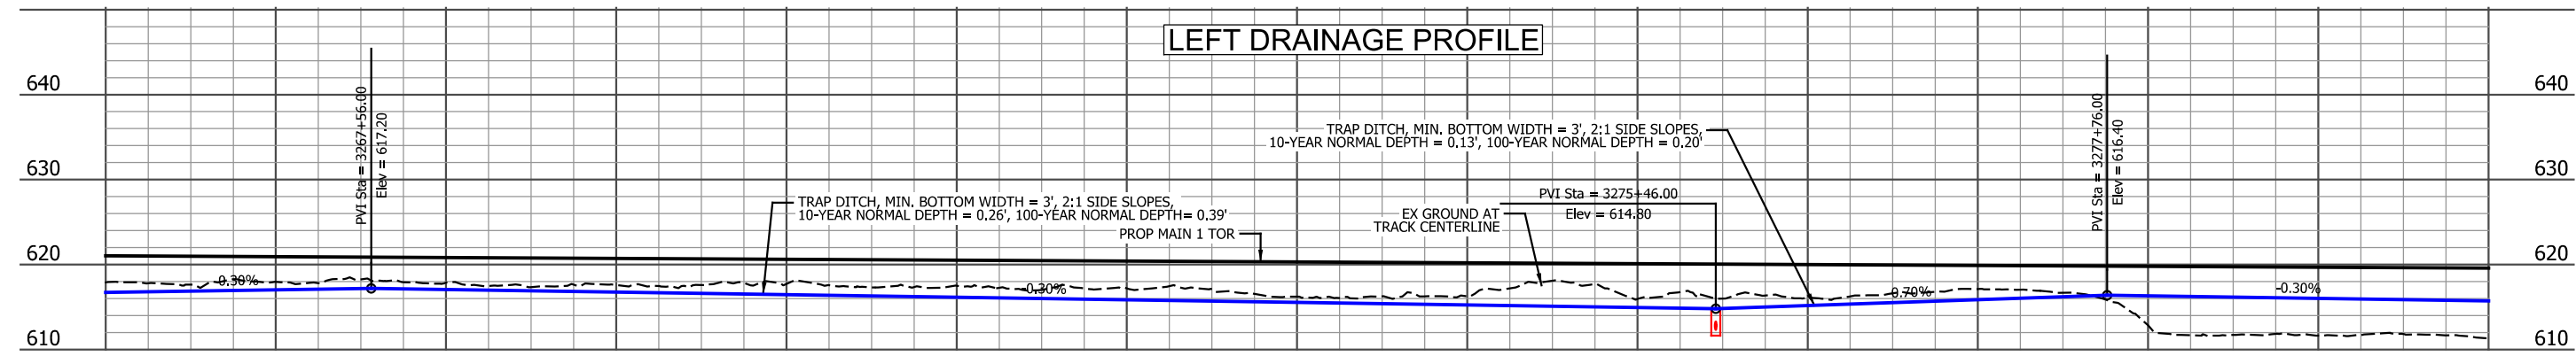 LEFT DRAINAGE PROFILE
640
640
630
630
620
620
610
610
PVI Sta = 3267+56.00
Elev = 617.20
TRAP DITCH, MIN. BOTTOM WIDTH = 3', 2:1 SIDE SLOPES,
10-YEAR NORMAL DEPTH = 0.26', 100-YEAR NORMAL DEPTH= 0.39'
PROP MAIN 1 TOR
EX GROUND AT
TRACK CENTERLINE
TRAP DITCH, MIN. BOTTOM WIDTH = 3', 2:1 SIDE SLOPES,
10-YEAR NORMAL DEPTH = 0.13', 100-YEAR NORMAL DEPTH = 0.20'
PVI Sta = 3275+46.00
Elev = 614.80
PVI Sta = 3277+76.00
Elev = 616.40
0.30%
-0.30%
0.70%
-0.30%